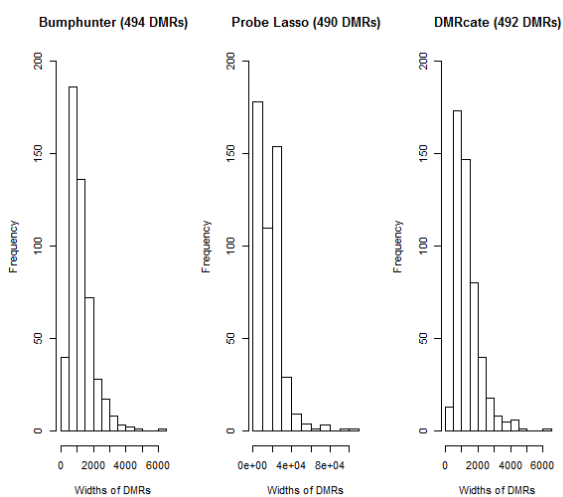 Bumphunter (494 DMRs)
Probe Lasso (490 DMRs)
DMRcate (492 DMRs)
Frequency
0
50
100
150
200
0
2000
4000
6000
Widths of DMRs
Frequency
0
50
100
150
200
0e+00
4e+04
8e+04
Widths of DMRs
Frequency
0
50
100
150
200
0
2000
6000
Widths of DMRs